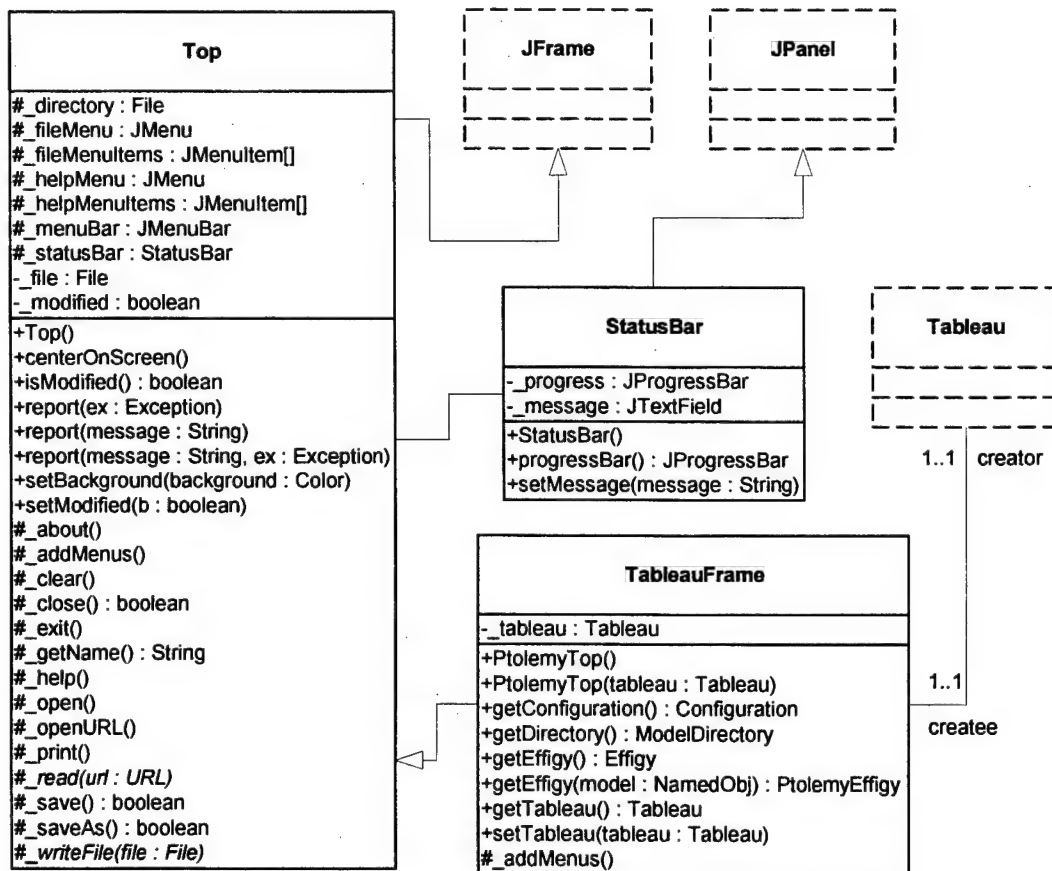 Top
#_directory : File
#_fileMenu : JMenu
#_fileMenuItems : JMenuItem[]
#_helpMenu : JMenu
#_helpMenuItems : JMenuItem[]
#_menuBar : JMenuBar
#_statusBar : StatusBar
-_file : File
-_modified : boolean
+Top()
+centerOnScreen()
+isModified() : boolean
+report(ex : Exception)
+report(message : String)
+report(message : String, ex : Exception)
+setBackground(background : Color)
+setModified(b : boolean)
#_about()
#_addMenus()
#_clear()
#_close() : boolean
#_exit()
#_getName() : String
#_help()
#_open()
#_openURL()
#_print()
#_read(url : URL)
#_save() : boolean
#_saveAs() : boolean
#_writeFile(file : File)
JFrame
JPanel
StatusBar
-_progress : JProgressBar
-_message : JTextField
+StatusBar()
+progressBar() : JProgressBar
+setMessage(message : String)
Tableau
1..1 creator
TableauFrame
-_tableau : Tableau
+PtolemyTop()
+PtolemyTop(tableau : Tableau)
+getConfiguration() : Configuration
+getDirectory() : ModelDirectory
+getEffigy() : Effigy
+getEffigy(model : NamedObj) : PtolemyEffigy
+getTableau() : Tableau
+setTableau(tableau : Tableau)
#_addMenus()
1..1
createe